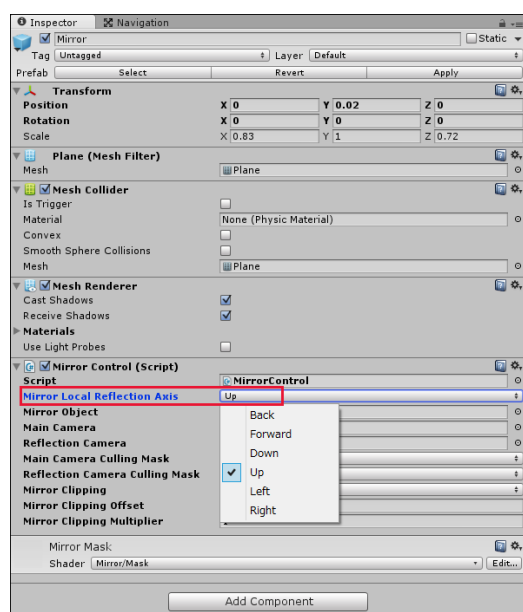 Inspector Navigation
Mirror Static
Tag Untagged Layer Default
Prefab Select Revert Apply
Transform
Position X 0 Y 0.02 Z 0
Rotation X 0 Y 0 Z 0
Scale X 0.83 Y 1 Z 0.72
Plane (Mesh Filter)
Mesh Plane
Mesh Collider
Is Trigger
Material None (Physic Material)
Convex
Smooth Sphere Collisions
Mesh Plane
Mesh Renderer
Cast Shadows
Receive Shadows
Materials
Use Light Probes
Mirror Control (Script)
Script MirrorControl
Mirror Local Reflection Axis Up
Mirror Object
Main Camera
Reflection Camera
Main Camera Culling Mask
Reflection Camera Culling Mask
Mirror Clipping
Mirror Clipping Offset
Mirror Clipping Multiplier
Back
Forward
Down
Up
Left
Right
Mirror Mask
Shader Mirror/Mask Edit...
Add Component